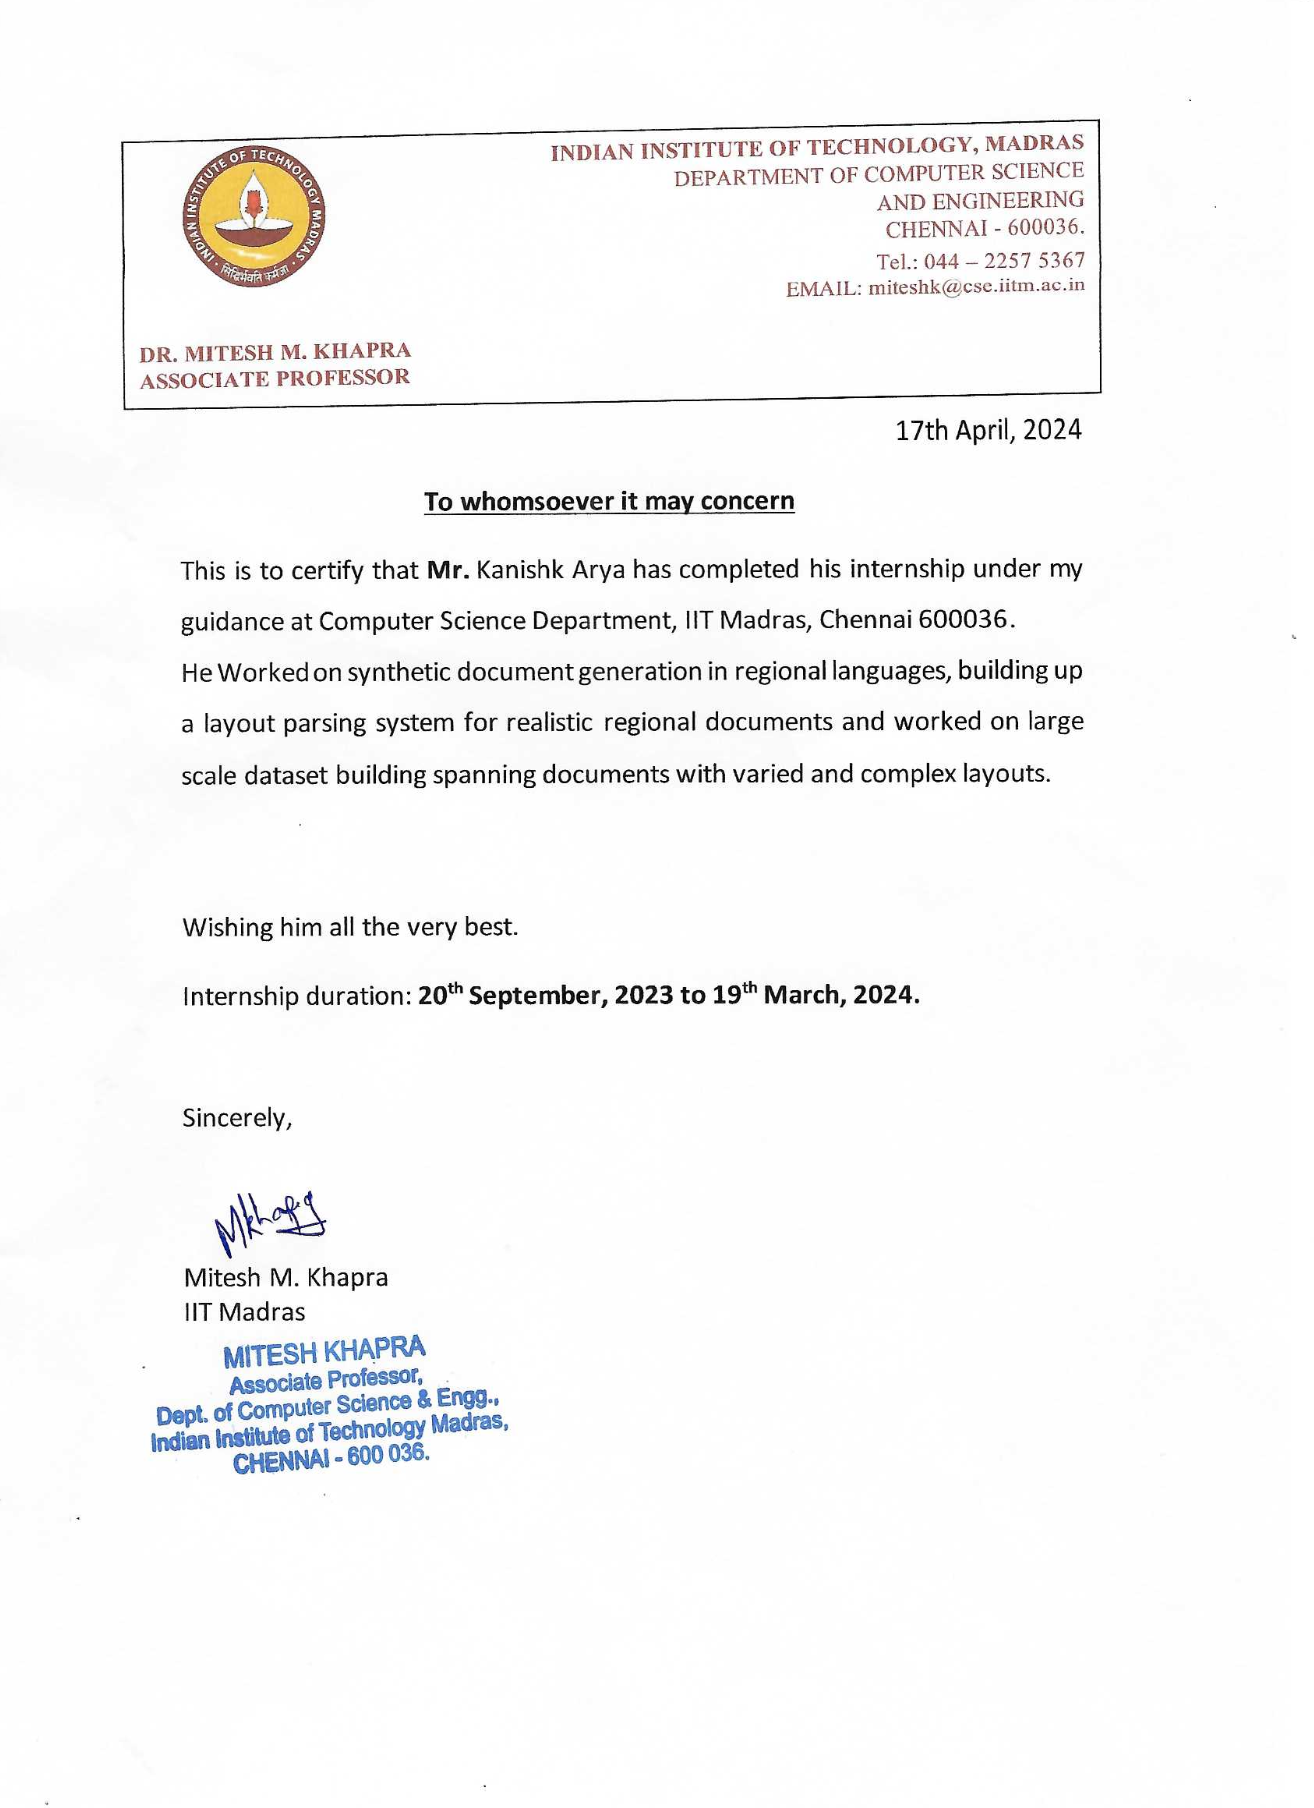 INDIAN INSTITUTE OF TECHNOLOGY MADRAS
सिद्धिर्भवति कर्मजा
INDIAN INSTITUTE OF TECHNOLOGY, MADRAS
DEPARTMENT OF COMPUTER SCIENCE
AND ENGINEERING
CHENNAI - 600036.
Tel.: 044 – 2257 5367
EMAIL: miteshk@cse.iitm.ac.in
DR. MITESH M. KHAPRA
ASSOCIATE PROFESSOR
17th April, 2024
To whomsoever it may concern
This is to certify that Mr. Kanishk Arya has completed his internship under my
guidance at Computer Science Department, IIT Madras, Chennai 600036.
He Worked on synthetic document generation in regional languages, building up
a layout parsing system for realistic regional documents and worked on large
scale dataset building spanning documents with varied and complex layouts.
Wishing him all the very best.
Internship duration: 20th September, 2023 to 19th March, 2024.
Sincerely,
Mkhapra
Mitesh M. Khapra
IIT Madras
MITESH KHAPRA
Associate Professor,
Dept. of Computer Science & Engg.,
Indian Institute of Technology Madras,
CHENNAI - 600 036.